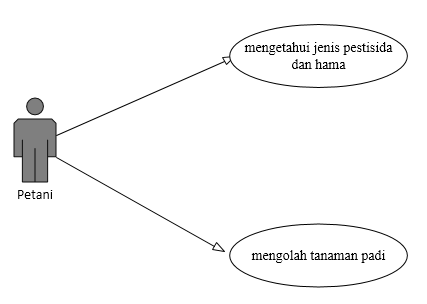 mengetahui jenis pestisida
dan hama
Petani
mengolah tanaman padi